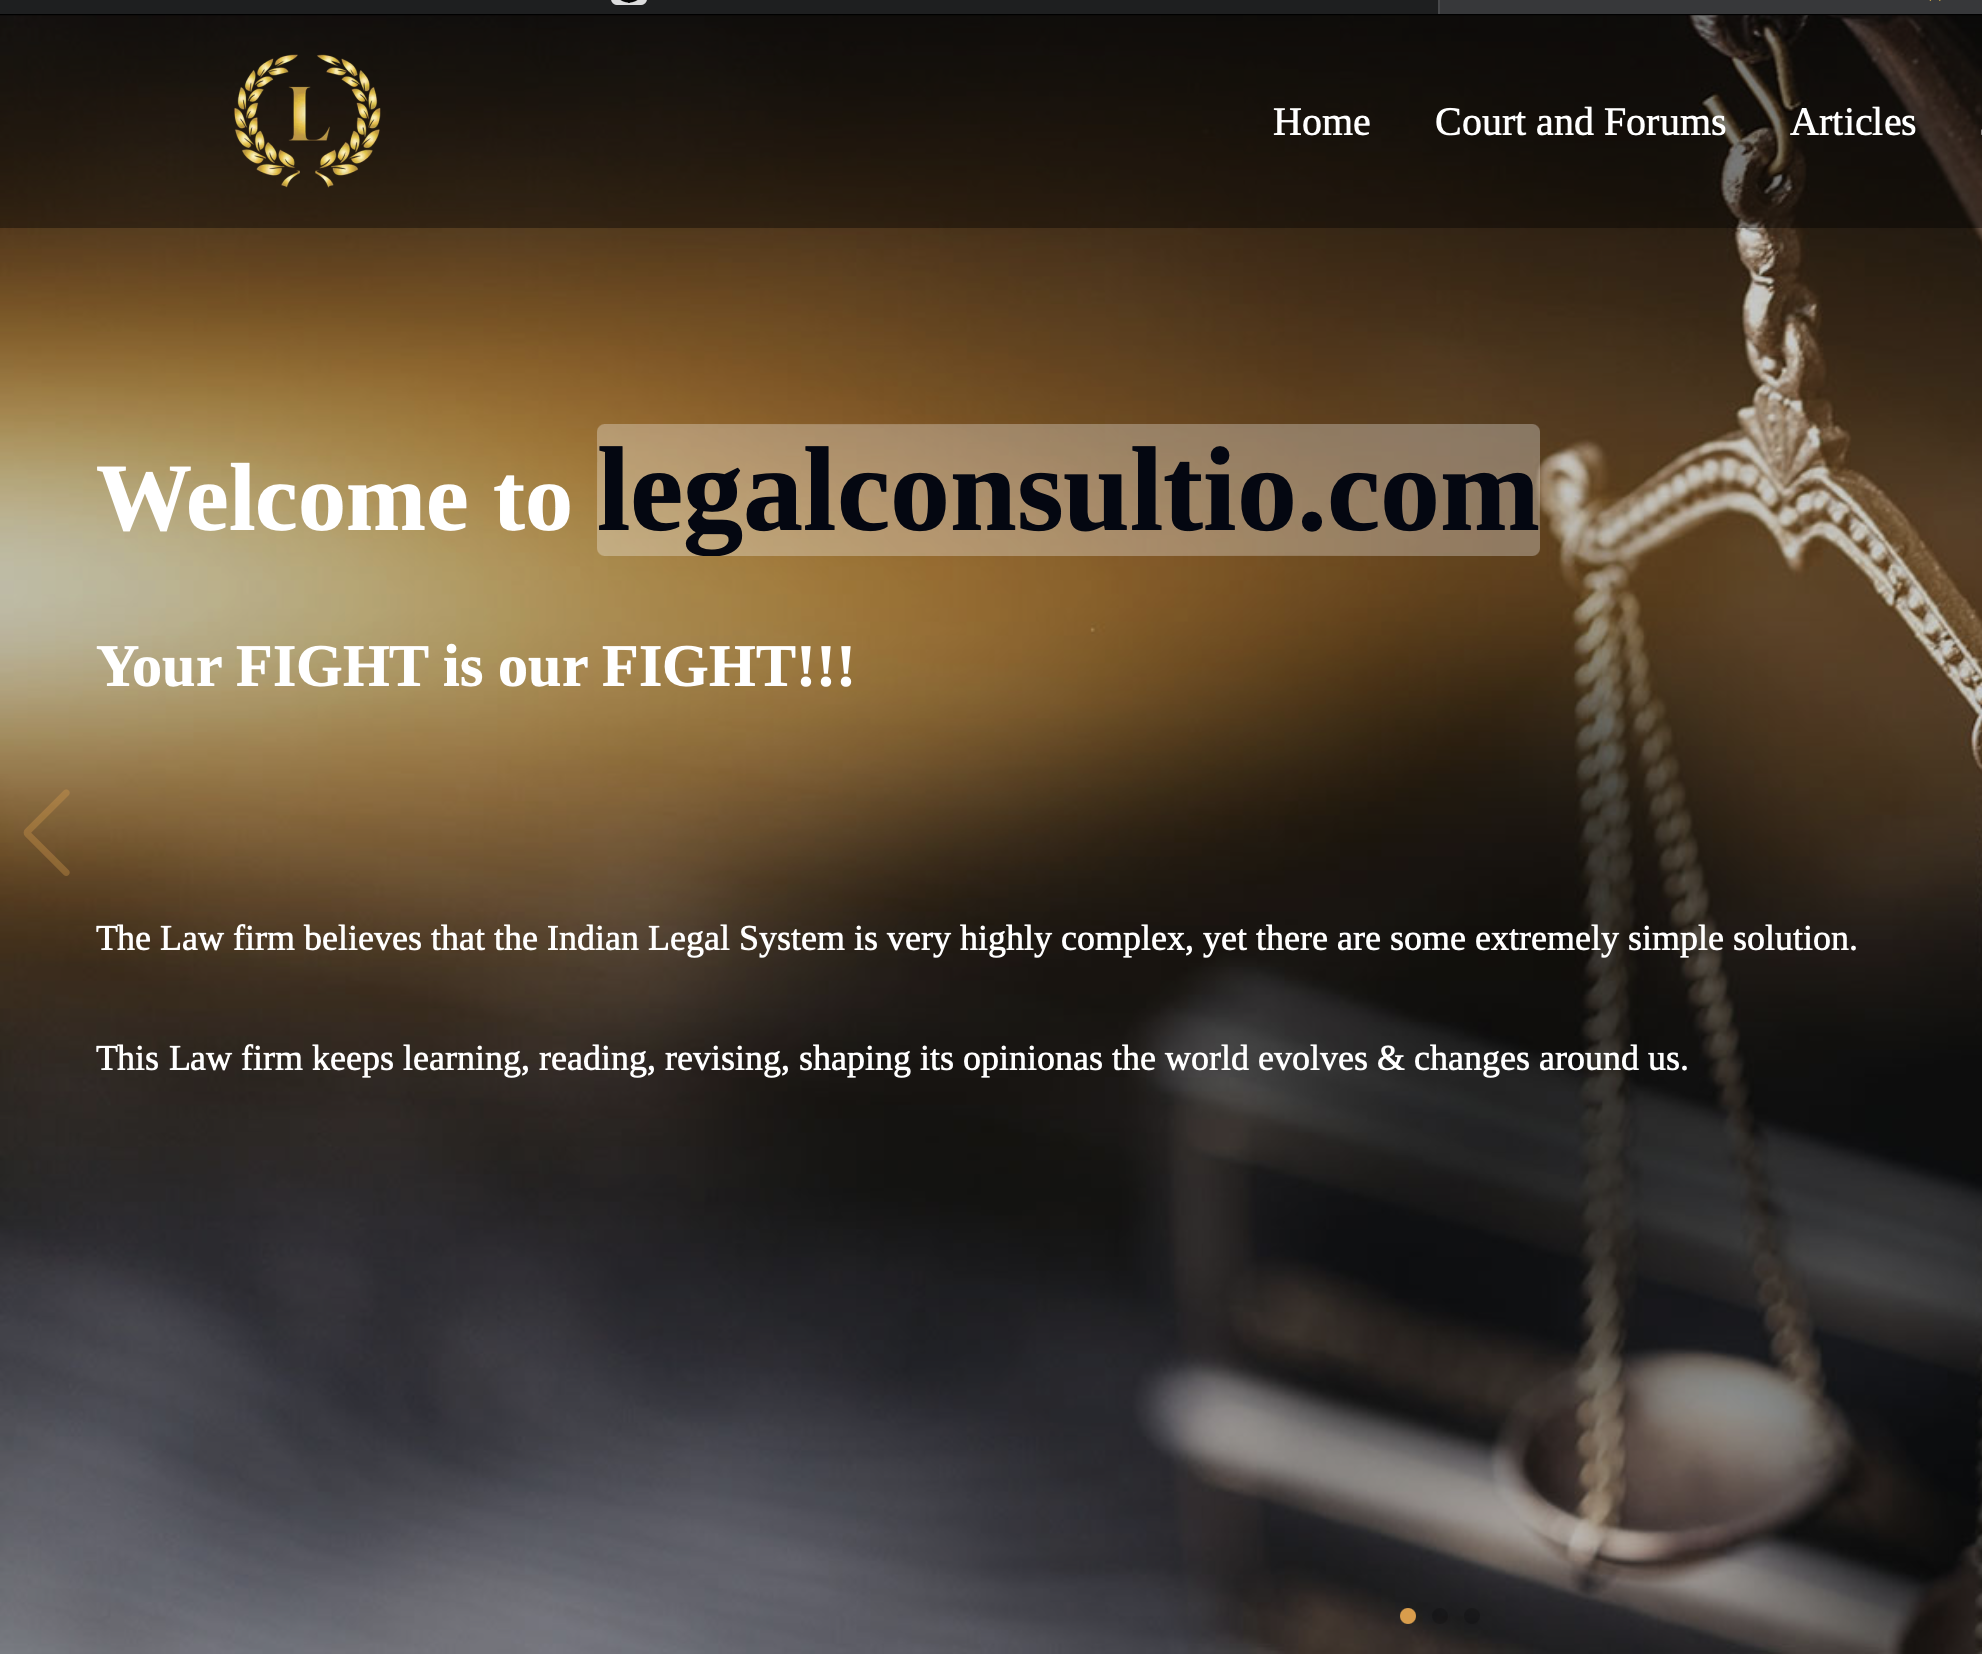 L
Home Court and Forums Articles
Welcome to legalconsultio.com
Your FIGHT is our FIGHT!!!
The Law firm believes that the Indian Legal System is very highly complex, yet there are some extremely simple solution.
This Law firm keeps learning, reading, revising, shaping its opinionas the world evolves & changes around us.